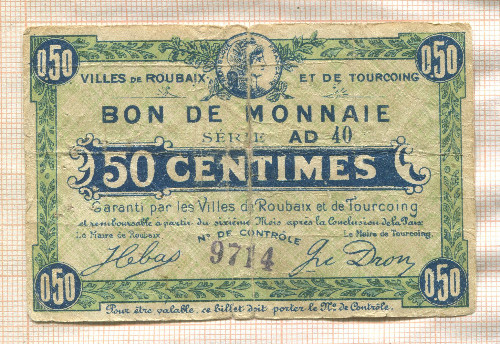 0,50 0,50
VILLES DE ROUBAIX ET DE TOURCOING
BON DE MONNAIE
SÉRIE AD 40
50 CENTIMES
Garanti par les Villes de Roubaix et de Tourcoing
et remboursable à partir du sixième Mois après la Conclusion de la Paix
Le Maire de Roubaix Le Maire de Tourcoing,
N° DE CONTRÔLE
9714
Hébas Gve Dron
0,50 0,50
Pour être valable, ce billet doit porter le N° de Contrôle.